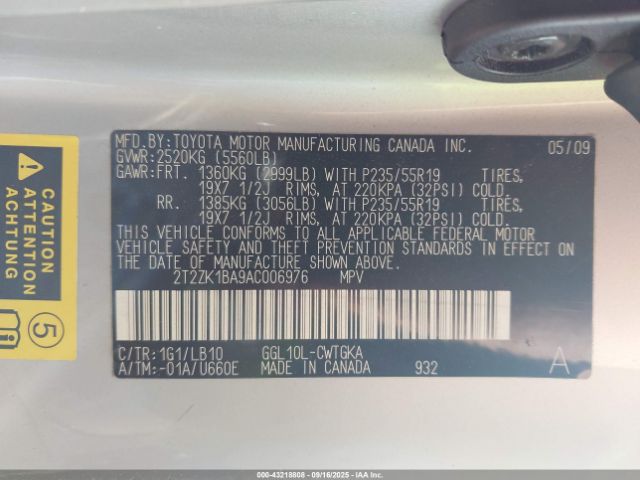 MFD.BY:TOYOTA MOTOR MANUFACTURING CANADA INC. 05/09
GVWR:2520KG (5560LB)
GAWR:FRT. 1360KG (2999LB) WITH P235/55R19 TIRES,
19X7 1/2J RIMS, AT 220KPA (32PSI) COLD.
RR. 1385KG (3056LB) WITH P235/55R19 TIRES,
19X7 1/2J RIMS, AT 220KPA (32PSI) COLD.
THIS VEHICLE CONFORMS TO ALL APPLICABLE FEDERAL MOTOR
VEHICLE SAFETY AND THEFT PREVENTION STANDARDS IN EFFECT ON
THE DATE OF MANUFACTURE SHOWN ABOVE.
2T2ZK1BA9AC006976 MPV
C/TR:1G1/LB10 GGL10L-CWTGKA
A/TM:-01A/U660E MADE IN CANADA 932 A
ACHTUNG
ATTENTION
CAUTION
5
000-43218808 - 09/16/2025 - IAAI.COM